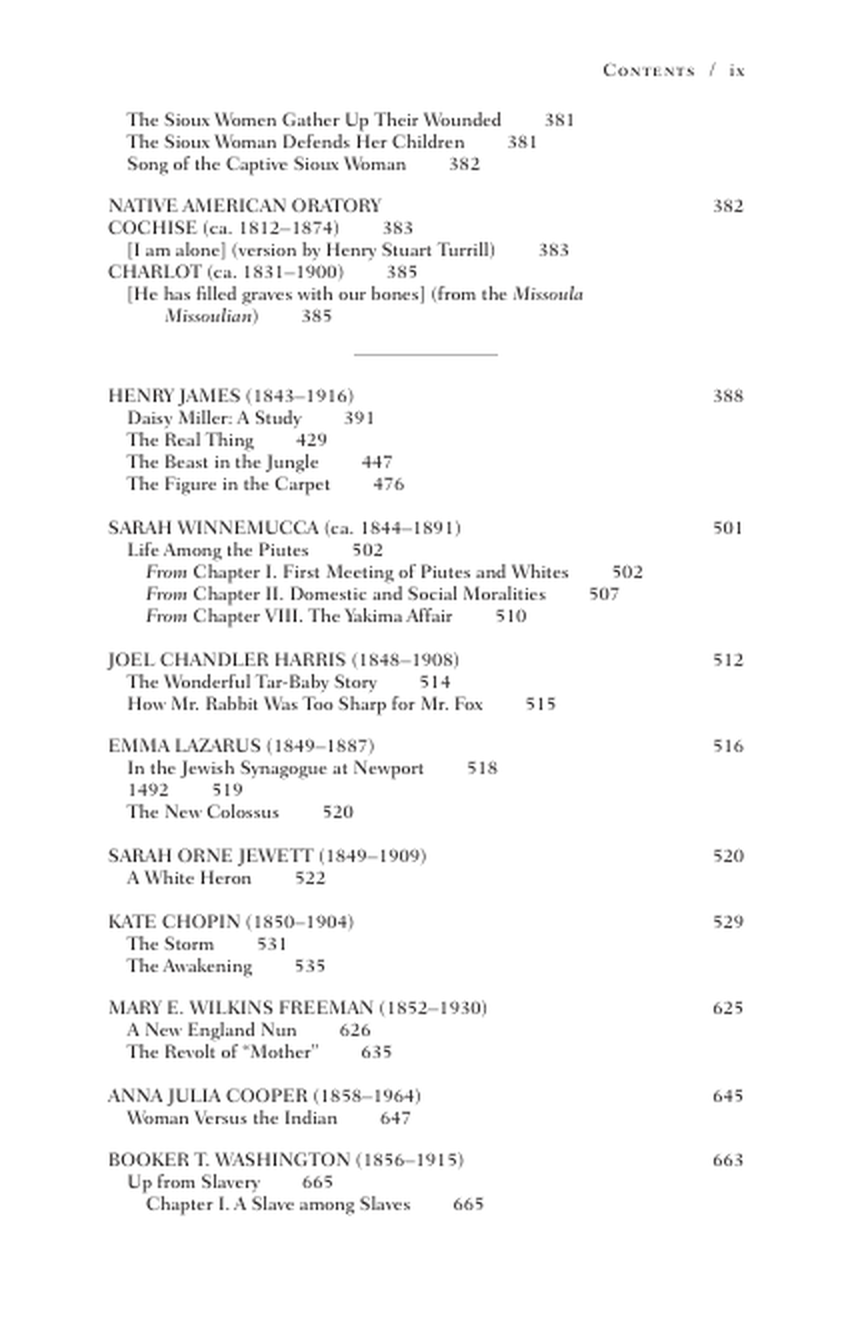 Contents / ix
The Sioux Women Gather Up Their Wounded 381
The Sioux Woman Defends Her Children 381
Song of the Captive Sioux Woman 382
NATIVE AMERICAN ORATORY 382
COCHISE (ca. 1812–1874) 383
[I am alone] (version by Henry Stuart Turrill) 383
CHARLOT (ca. 1831–1900) 385
[He has filled graves with our bones] (from the Missoula
Missoulian) 385
HENRY JAMES (1843–1916) 388
Daisy Miller: A Study 391
The Real Thing 429
The Beast in the Jungle 447
The Figure in the Carpet 476
SARAH WINNEMUCCA (ca. 1844–1891) 501
Life Among the Piutes 502
From Chapter I. First Meeting of Piutes and Whites 502
From Chapter II. Domestic and Social Moralities 507
From Chapter VIII. The Yakima Affair 510
JOEL CHANDLER HARRIS (1848–1908) 512
The Wonderful Tar-Baby Story 514
How Mr. Rabbit Was Too Sharp for Mr. Fox 515
EMMA LAZARUS (1849–1887) 516
In the Jewish Synagogue at Newport 518
1492 519
The New Colossus 520
SARAH ORNE JEWETT (1849–1909) 520
A White Heron 522
KATE CHOPIN (1850–1904) 529
The Storm 531
The Awakening 535
MARY E. WILKINS FREEMAN (1852–1930) 625
A New England Nun 626
The Revolt of “Mother” 635
ANNA JULIA COOPER (1858–1964) 645
Woman Versus the Indian 647
BOOKER T. WASHINGTON (1856–1915) 663
Up from Slavery 665
Chapter I. A Slave among Slaves 665